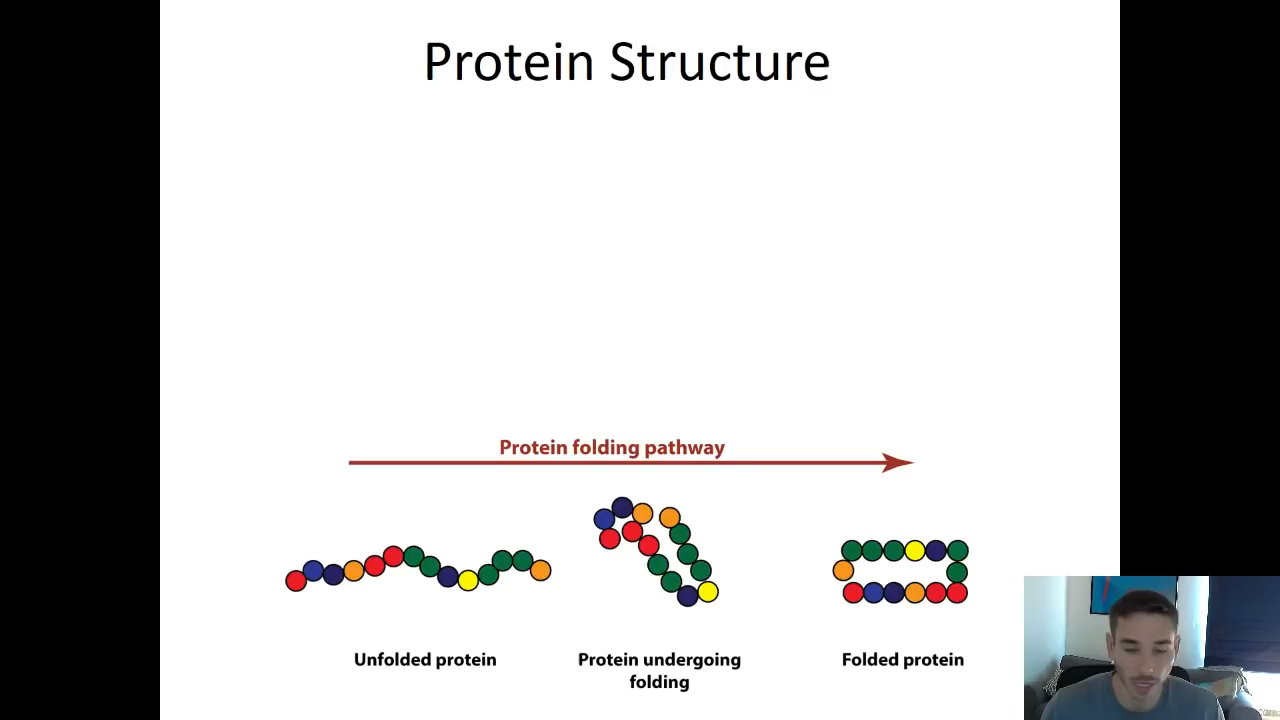 Protein Structure
Protein folding pathway
Unfolded protein
Protein undergoing
folding
Folded protein